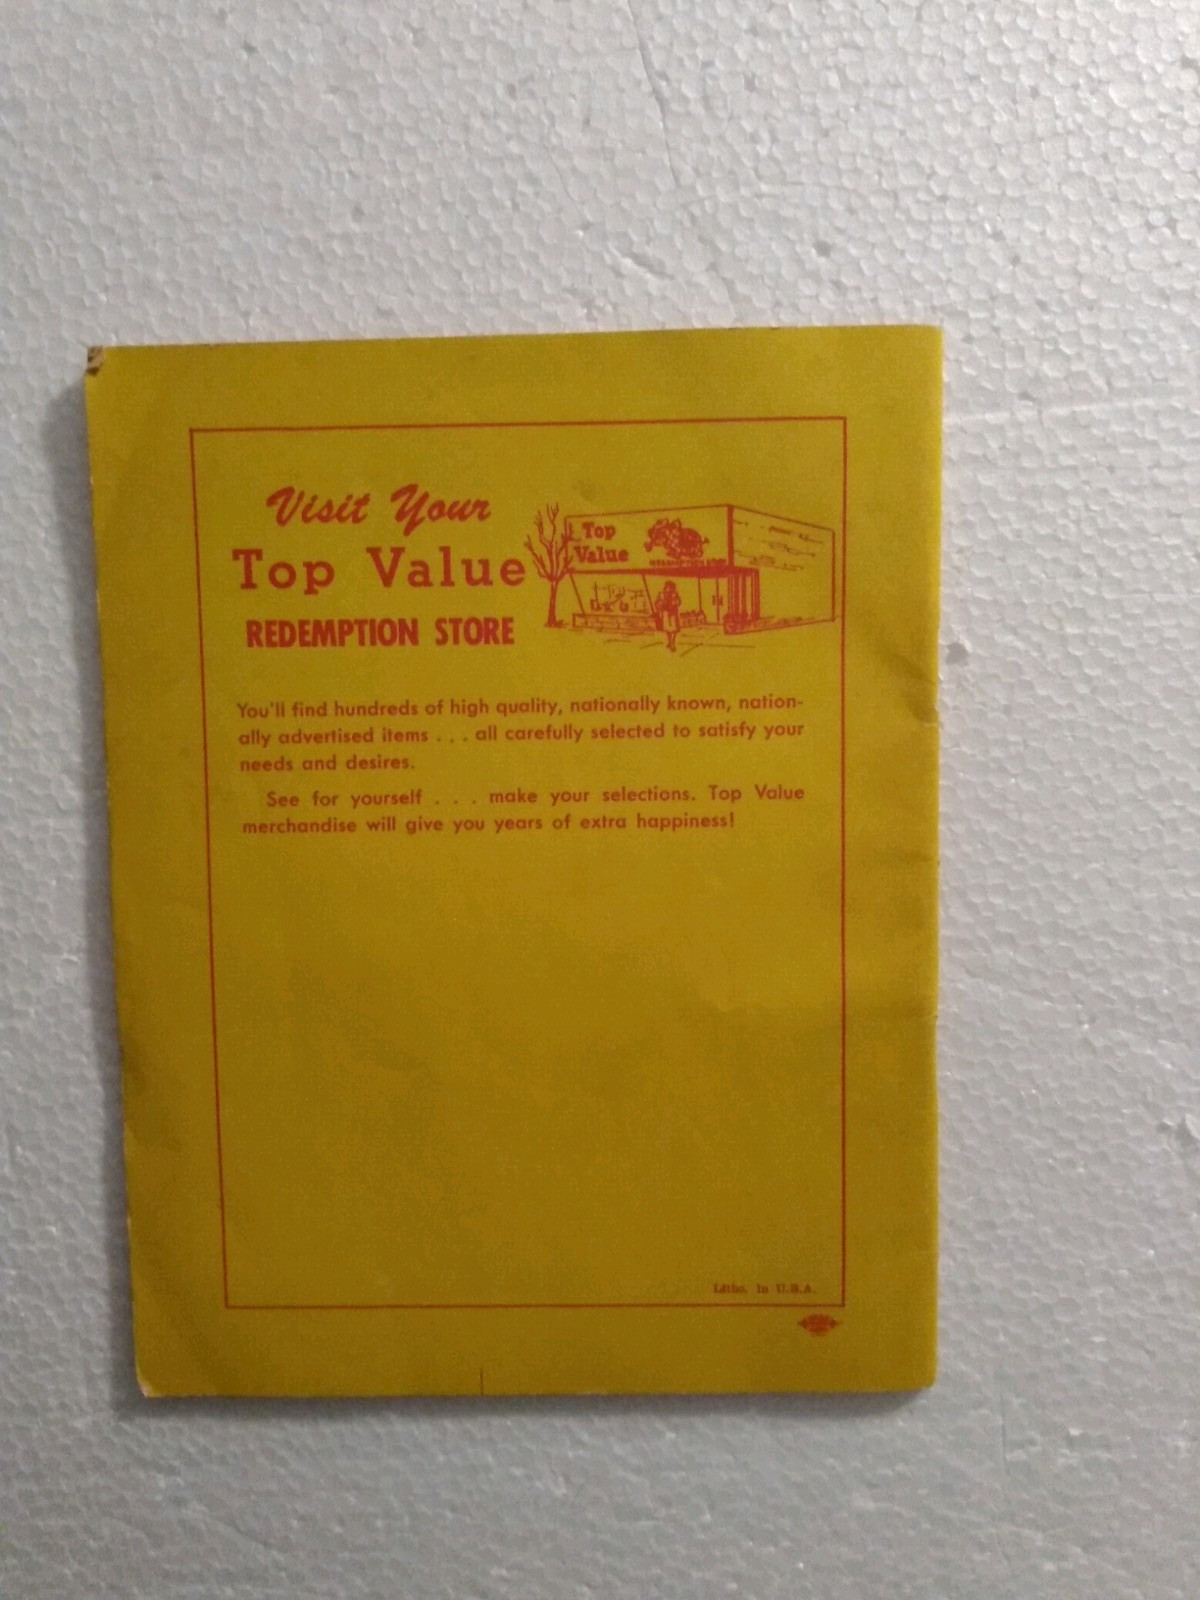 Visit Your
Top Value
REDEMPTION STORE
Top
Value
You'll find hundreds of high quality, nationally known, nation-
ally advertised items . . . all carefully selected to satisfy your
needs and desires.
See for yourself . . . make your selections. Top Value
merchandise will give you years of extra happiness!
Litho. in U.S.A.